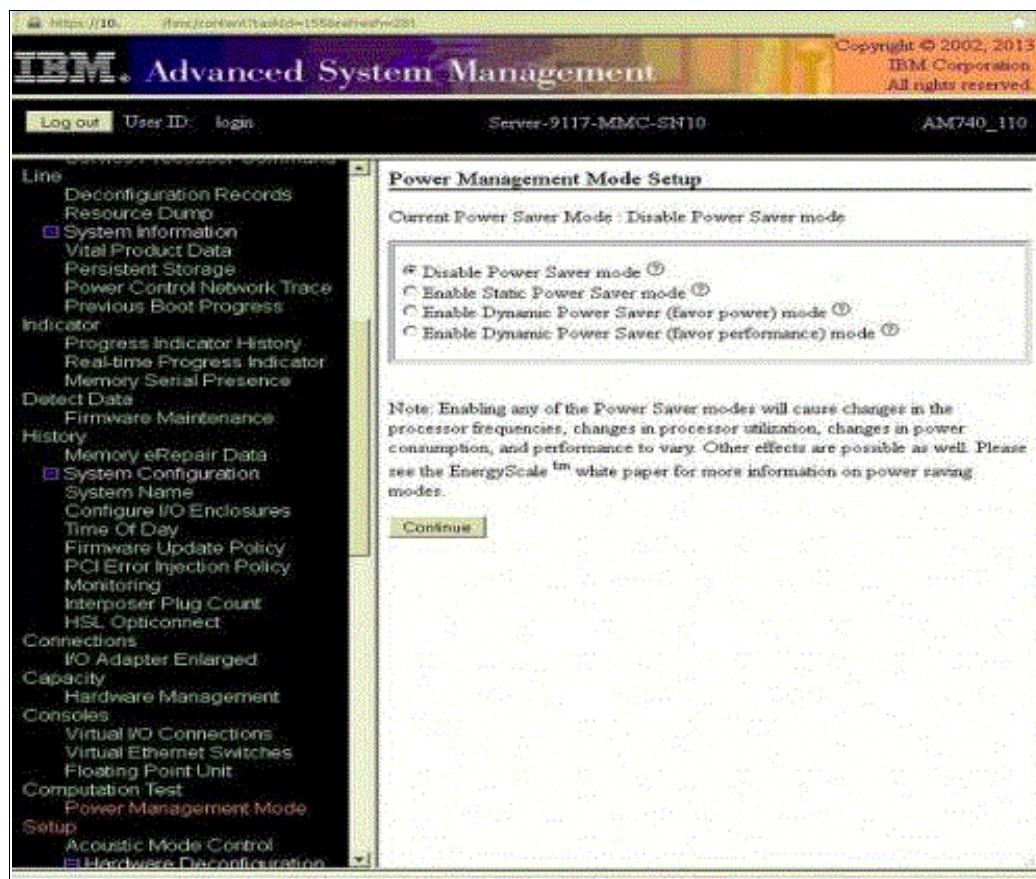 https://10.
IBM. Advanced System Management
Copyright © 2002, 2013
IBM Corporation.
All rights reserved.
Log out User ID: login
Server-9117-MMC-SN10
AM740_110
Service Processor Command
Line
Deconfiguration Records
Resource Dump
System Information
Vital Product Data
Persistent Storage
Power Control Network Trace
Previous Boot Progress
Indicator
Progress Indicator History
Real-time Progress Indicator
Memory Serial Presence
Detect Data
Firmware Maintenance
History
Memory eRepair Data
System Configuration
System Name
Configure I/O Enclosures
Time Of Day
Firmware Update Policy
PCI Error Injection Policy
Monitoring
Interposer Plug Count
HSL Opticonnect
Connections
I/O Adapter Enlarged
Capacity
Hardware Management
Consoles
Virtual I/O Connections
Virtual Ethernet Switches
Floating Point Unit
Computation Test
Power Management Mode
Setup
Acoustic Mode Control
Hardware Deconfiguration
Power Management Mode Setup
Current Power Saver Mode : Disable Power Saver mode
Disable Power Saver mode ?
Enable Static Power Saver mode ?
Enable Dynamic Power Saver (favor power) mode ?
Enable Dynamic Power Saver (favor performance) mode ?
Note: Enabling any of the Power Saver modes will cause changes in the
processor frequencies, changes in processor utilization, changes in power
consumption, and performance to vary. Other effects are possible as well. Please
see the EnergyScale tm white paper for more information on power saving
modes.
Continue